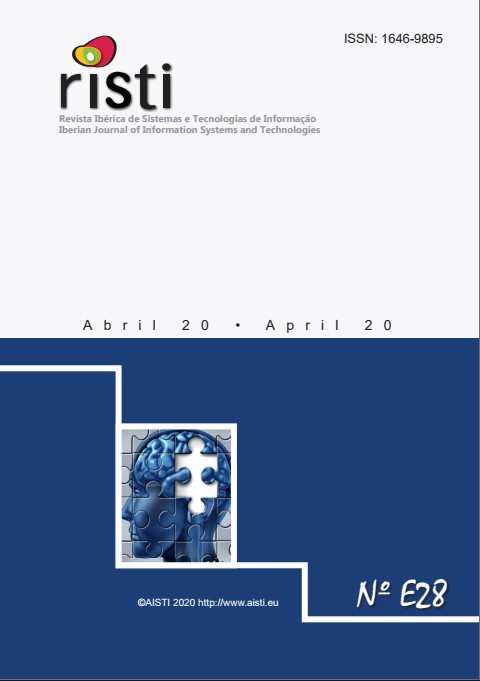 ISSN: 1646-9895
risti
Revista Ibérica de Sistemas e Tecnologias de Informação
Iberian Journal of Information Systems and Technologies
Abril 20 • April 20
©AISTI 2020 http://www.aisti.eu
Nº E28